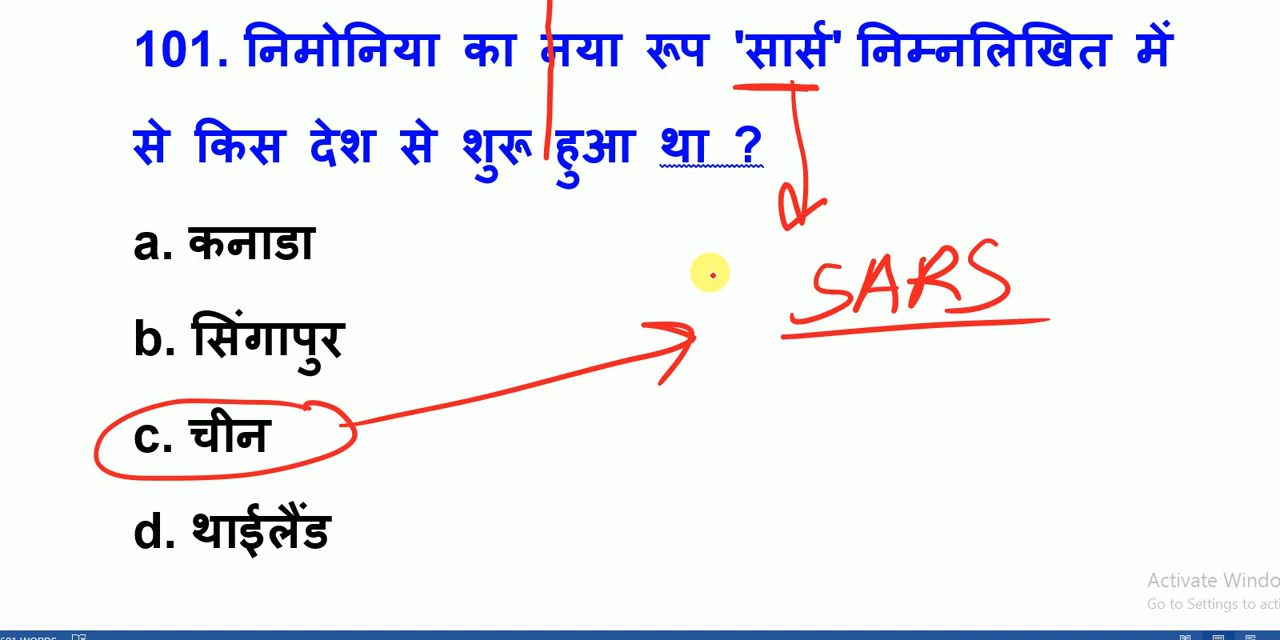 101. निमोनिया का नया रूप 'सार्स' निम्नलिखित में
से किस देश से शुरू हुआ था ?
a. कनाडा
SARS
b. सिंगापुर
c. चीन
d. थाईलैंड
Activate Windo
Go to Settings to acti